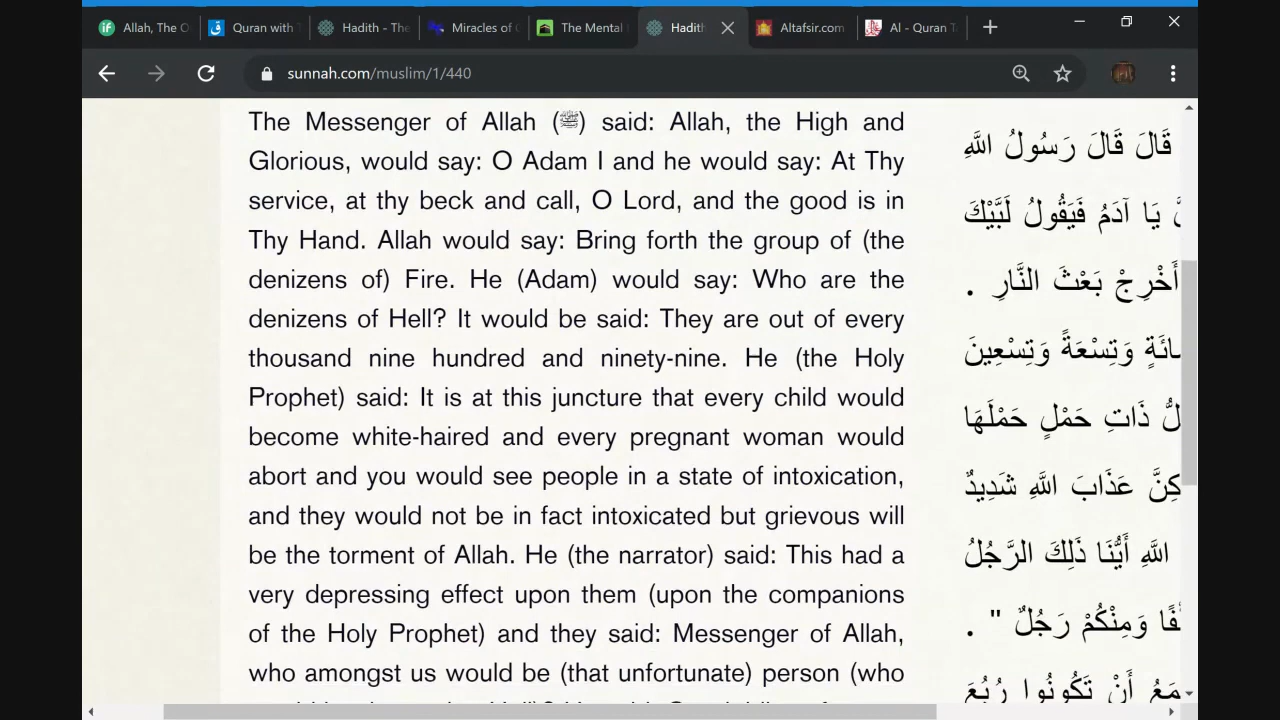 Allah, The O
Quran with T
Hadith - The
Miracles of
The Mental
Hadith
Altafsir.com
Al - Quran T
sunnah.com/muslim/1/440
The Messenger of Allah (ﷺ) said: Allah, the High and
Glorious, would say: O Adam I and he would say: At Thy
service, at thy beck and call, O Lord, and the good is in
Thy Hand. Allah would say: Bring forth the group of (the
denizens of) Fire. He (Adam) would say: Who are the
denizens of Hell? It would be said: They are out of every
thousand nine hundred and ninety-nine. He (the Holy
Prophet) said: It is at this juncture that every child would
become white-haired and every pregnant woman would
abort and you would see people in a state of intoxication,
and they would not be in fact intoxicated but grievous will
be the torment of Allah. He (the narrator) said: This had a
very depressing effect upon them (upon the companions
of the Holy Prophet) and they said: Messenger of Allah,
who amongst us would be (that unfortunate) person (who
قَالَ قَالَ رَسُولُ اللَّهِ
يَا آدَمُ فَيَقُولُ لَبَّيْكَ
أَخْرِجْ بَعْثَ النَّارِ .
وَتِسْعَةً وَتِسْعِينَ
ذَاتِ حَمْلٍ حَمْلَهَا
عَذَابَ اللَّهِ شَدِيدٌ
اللَّهِ أَيُّنَا ذَلِكَ الرَّجُلُ
وَمِنْكُمْ رَجُلٌ " .
أَنْ تَكُونُوا رُبُعَ